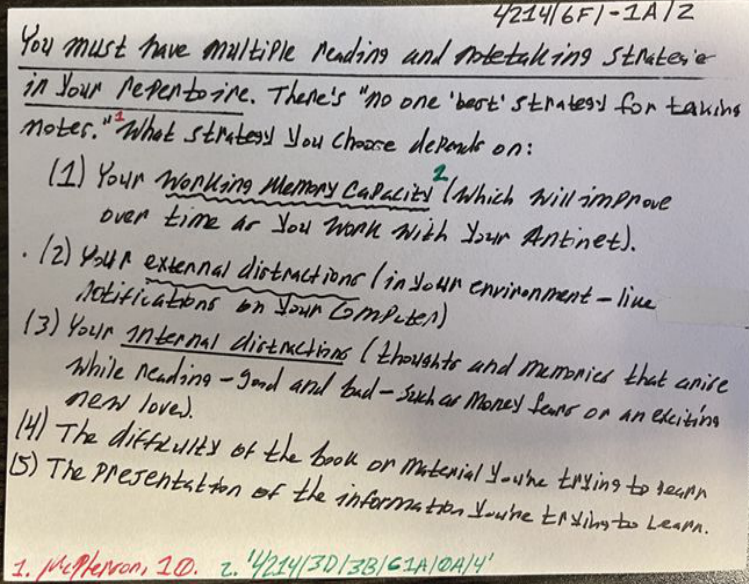 4214/6F/-1A/2
You must have multiple reading and notetaking strategie
in your repertoire. There's "no one 'best' strategy for taking
notes."1 What strategy you choose depends on:
(1) Your working memory capacity2 (which will improve
over time as you work with your Antinet).
(2) Your external distractions (in your environment – like
notifications on your computer)
(3) Your internal distractions (thoughts and memories that arise
while reading – good and bad – such as money fears or an exciting
new love).
(4) The difficulty of the book or material you're trying to learn
(5) The presentation of the information you're trying to learn.
1. McPherson, 10. 2. '4214/3D/3B/61A/0A/4'